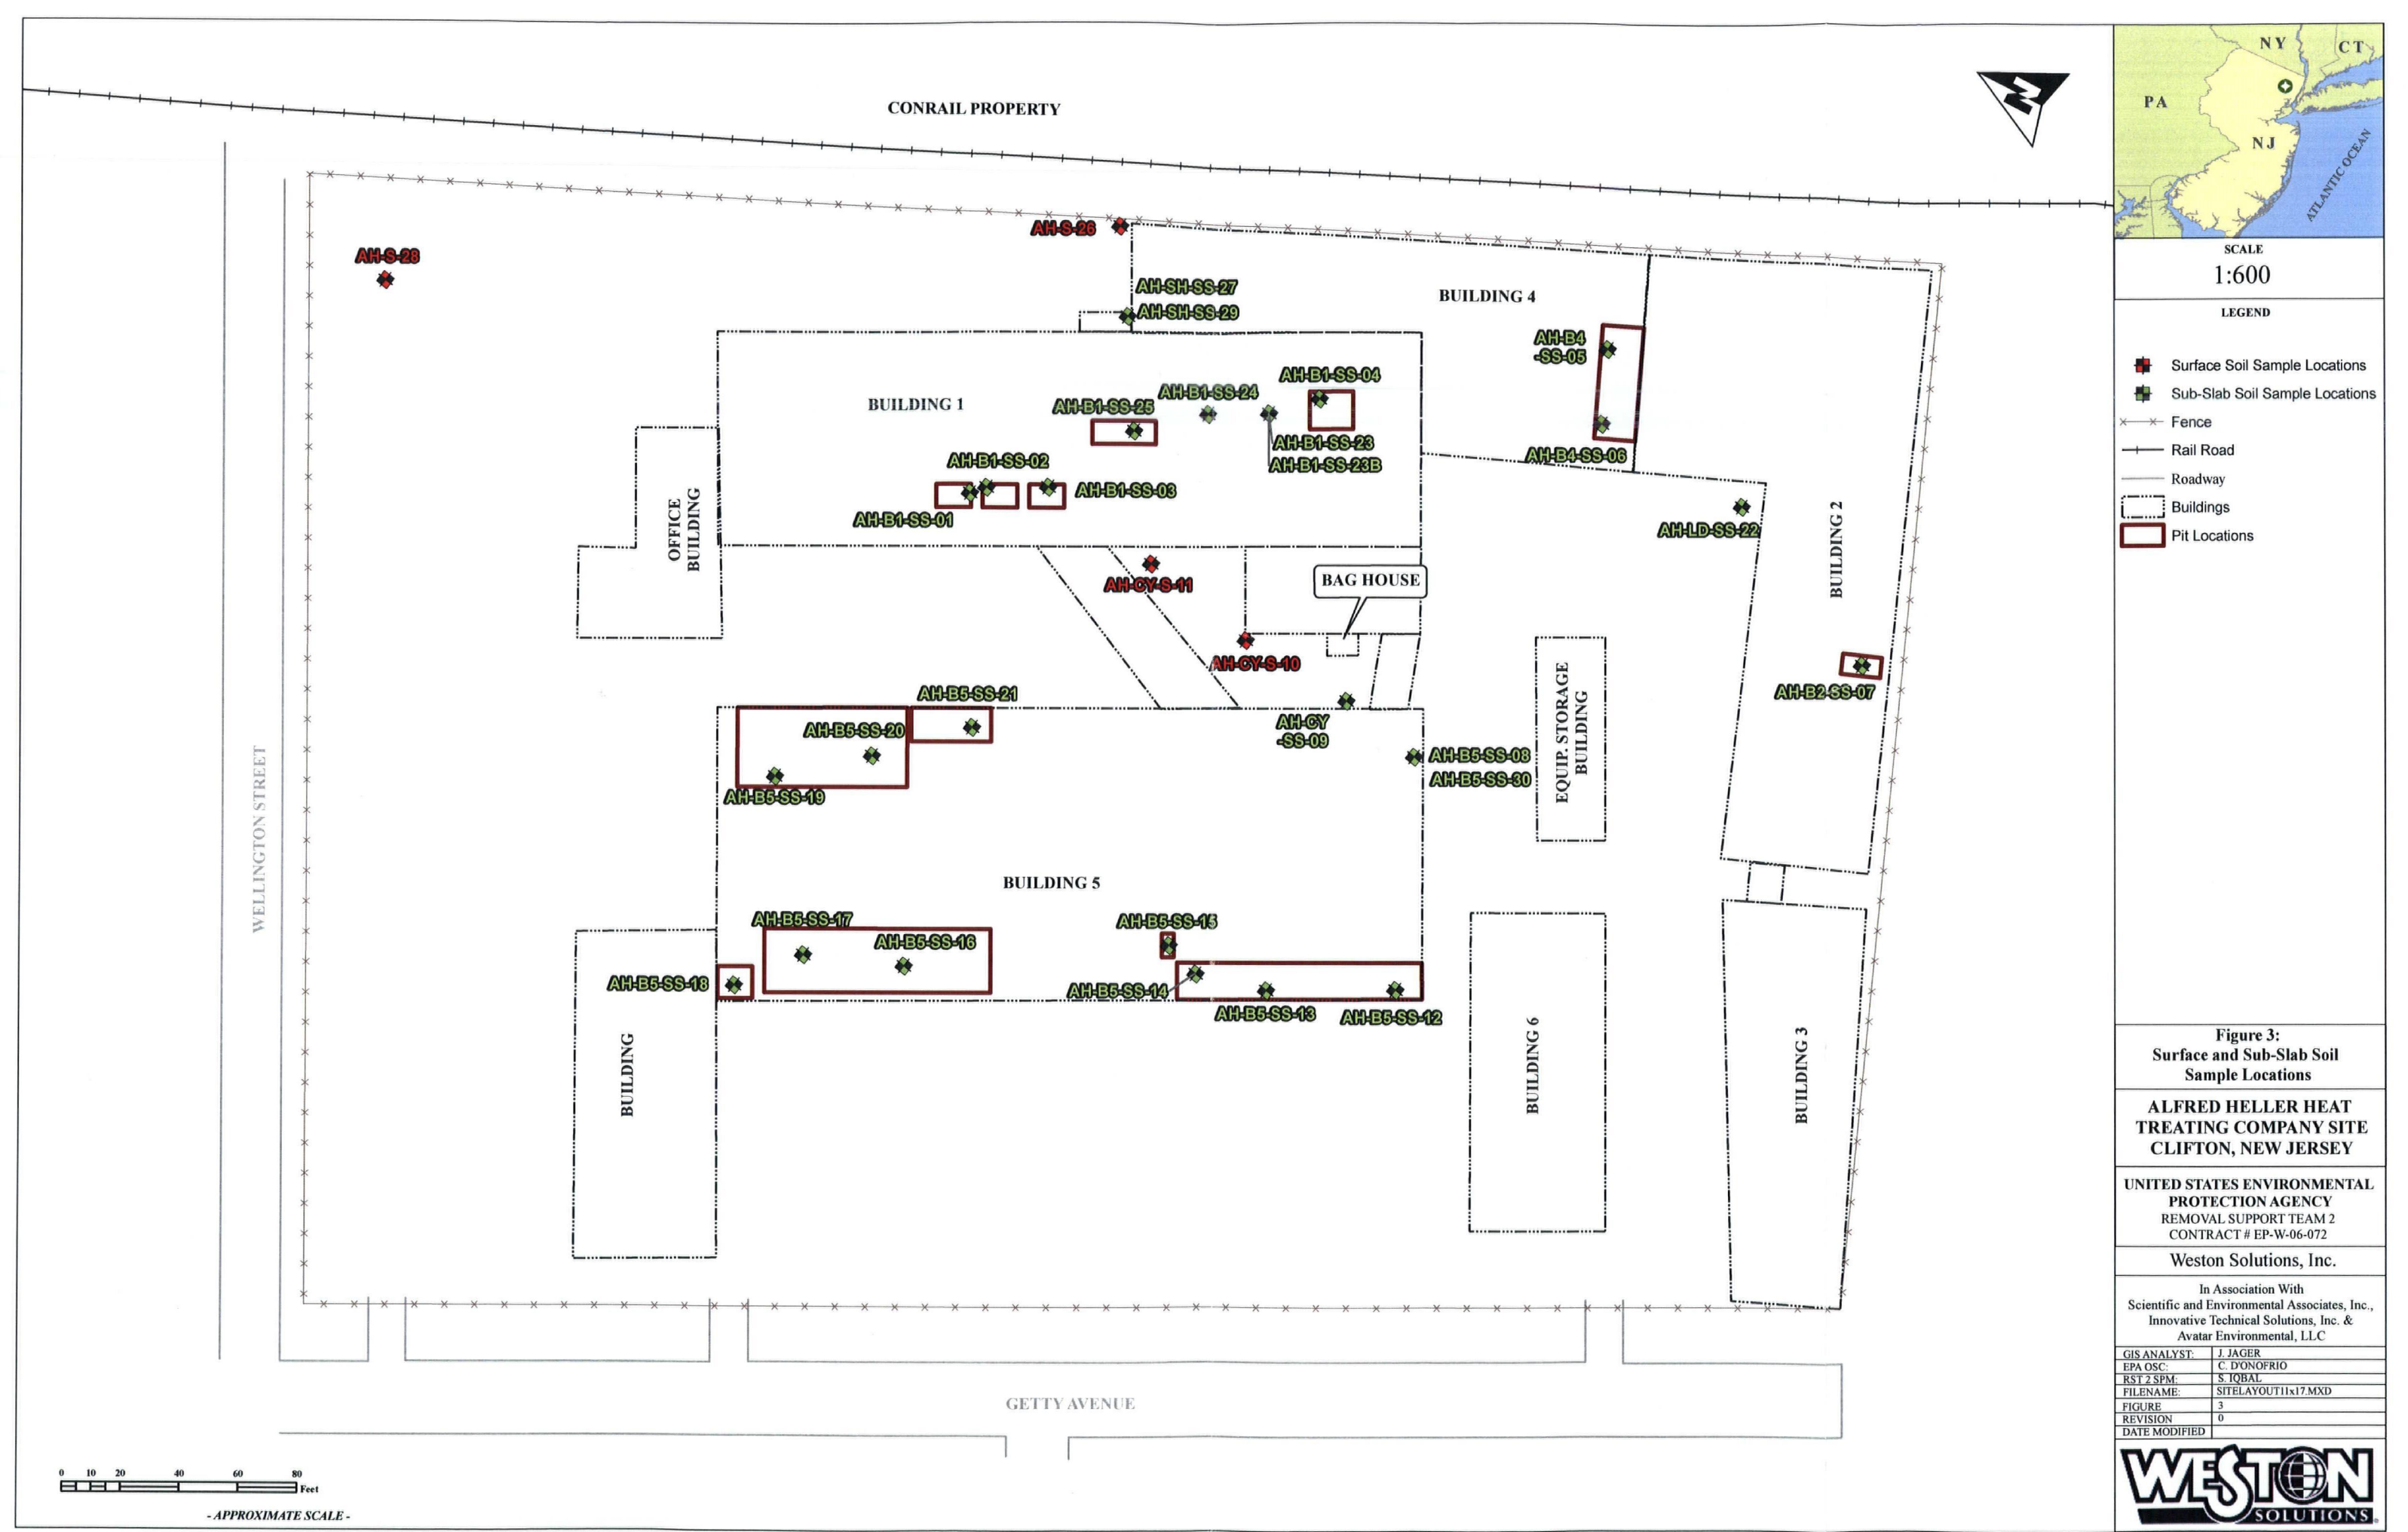 CONRAIL PROPERTY
N
AH-S-28
AH-S-26
AH-SH-SS-27
AH-SH-SS-29
BUILDING 4
AH-B4
-SS-05
AH-B4-SS-06
BUILDING 1
AH-B1-SS-04
AH-B1-SS-24
AH-B1-SS-25
AH-B1-SS-23
AH-B1-SS-23B
AH-B1-SS-02
AH-B1-SS-03
AH-B1-SS-01
OFFICE
BUILDING
AH-LD-SS-22
BUILDING 2
AH-CY-S-11
BAG HOUSE
AH-CY-S-10
AH-B2-SS-07
EQUIP. STORAGE
BUILDING
AH-B5-SS-21
AH-B5-SS-20
AH-B5-SS-19
AH-CY
-SS-09
AH-B5-SS-08
AH-B5-SS-30
WELLINGTON STREET
BUILDING 5
AH-B5-SS-17
AH-B5-SS-16
AH-B5-SS-15
AH-B5-SS-18
AH-B5-SS-14
AH-B5-SS-13
AH-B5-SS-12
BUILDING
BUILDING 6
BUILDING 3
GETTY AVENUE
0 10 20 40 60 80
Feet
- APPROXIMATE SCALE -
NY
CT
PA
NJ
ATLANTIC OCEAN
SCALE
1:600
LEGEND
Surface Soil Sample Locations
Sub-Slab Soil Sample Locations
Fence
Rail Road
Roadway
Buildings
Pit Locations
Figure 3:
Surface and Sub-Slab Soil
Sample Locations
ALFRED HELLER HEAT
TREATING COMPANY SITE
CLIFTON, NEW JERSEY
UNITED STATES ENVIRONMENTAL
PROTECTION AGENCY
REMOVAL SUPPORT TEAM 2
CONTRACT # EP-W-06-072
Weston Solutions, Inc.
In Association With
Scientific and Environmental Associates, Inc.,
Innovative Technical Solutions, Inc. &
Avatar Environmental, LLC
GIS ANALYST: J. JAGER
EPA OSC: C. D'ONOFRIO
RST 2 SPM: S. IQBAL
FILENAME: SITELAYOUT11x17.MXD
FIGURE 3
REVISION 0
DATE MODIFIED
WESTON
SOLUTIONS